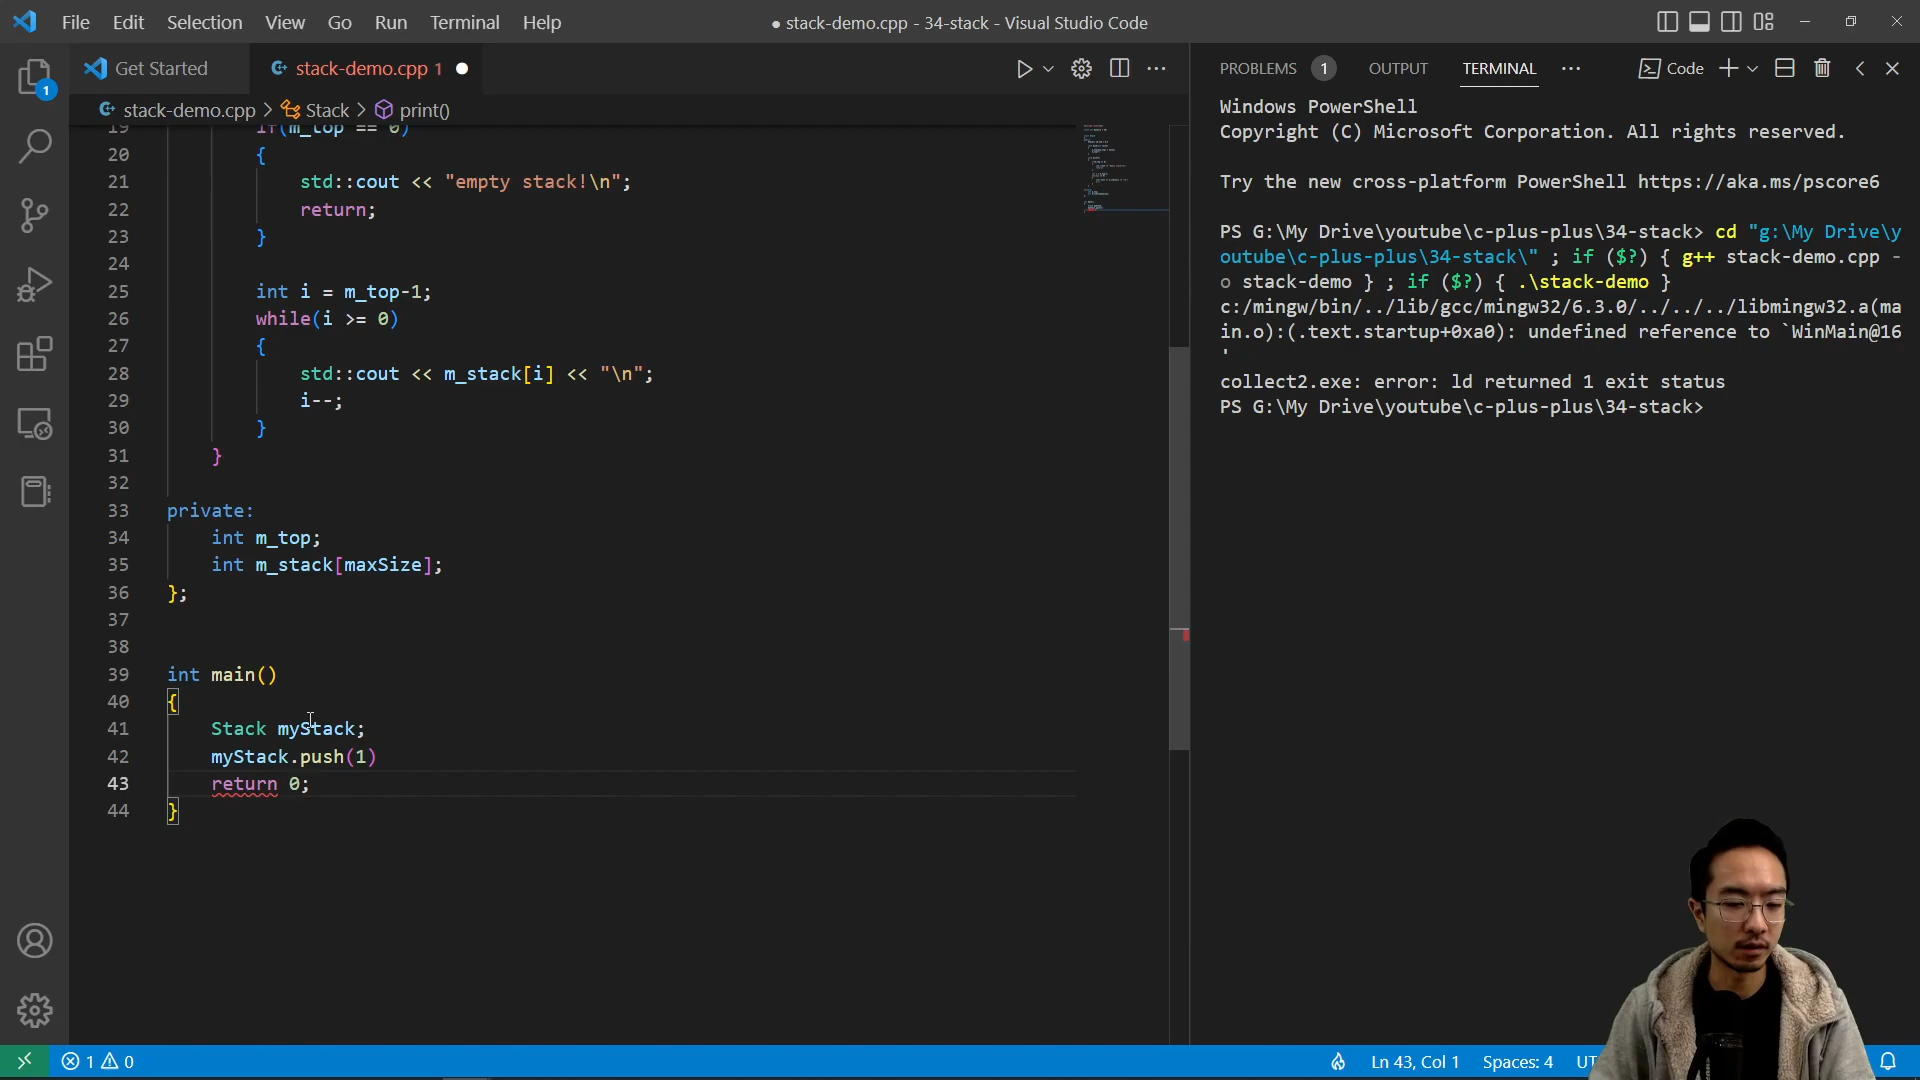 File Edit Selection View Go Run Terminal Help
● stack-demo.cpp - 34-stack - Visual Studio Code
Get Started
stack-demo.cpp 1
stack-demo.cpp > Stack > print()
19 if(m_top == 0)
20 {
21 std::cout << "empty stack!\n";
22 return;
23 }
24
25 int i = m_top-1;
26 while(i >= 0)
27 {
28 std::cout << m_stack[i] << "\n";
29 i--;
30 }
31 }
32
33 private:
34 int m_top;
35 int m_stack[maxSize];
36 };
37
38
39 int main()
40 {
41 Stack myStack;
42 myStack.push(1)
43 return 0;
44 }
PROBLEMS 1 OUTPUT TERMINAL Code
Windows PowerShell
Copyright (C) Microsoft Corporation. All rights reserved.
Try the new cross-platform PowerShell https://aka.ms/pscore6
PS G:\My Drive\youtube\c-plus-plus\34-stack> cd "g:\My Drive\y
outube\c-plus-plus\34-stack\" ; if ($?) { g++ stack-demo.cpp -
o stack-demo } ; if ($?) { .\stack-demo }
c:/mingw/bin/../lib/gcc/mingw32/6.3.0/../../../libmingw32.a(ma
in.o):(.text.startup+0xa0): undefined reference to `WinMain@16
'
collect2.exe: error: ld returned 1 exit status
PS G:\My Drive\youtube\c-plus-plus\34-stack>
1
1 0
Ln 43, Col 1 Spaces: 4